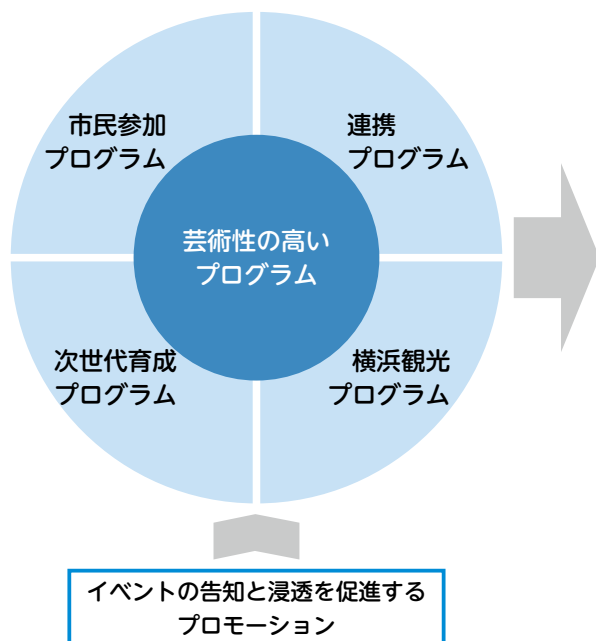 市民参加
プログラム
連携
プログラム
芸術性の高い
プログラム
次世代育成
プログラム
横浜観光
プログラム
イベントの告知と浸透を促進する
プロモーション